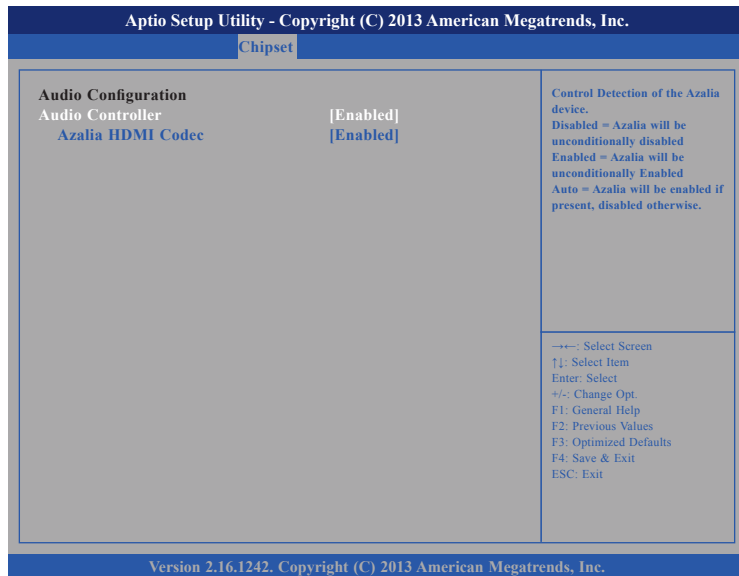 Aptio Setup Utility - Copyright (C) 2013 American Megatrends, Inc.
Chipset
Audio Configuration
Audio Controller [Enabled]
Azalia HDMI Codec [Enabled]
Control Detection of the Azalia
device.
Disabled = Azalia will be
unconditionally disabled
Enabled = Azalia will be
unconditionally Enabled
Auto = Azalia will be enabled if
present, disabled otherwise.
→←: Select Screen
↑↓: Select Item
Enter: Select
+/-: Change Opt.
F1: General Help
F2: Previous Values
F3: Optimized Defaults
F4: Save & Exit
ESC: Exit
Version 2.16.1242. Copyright (C) 2013 American Megatrends, Inc.